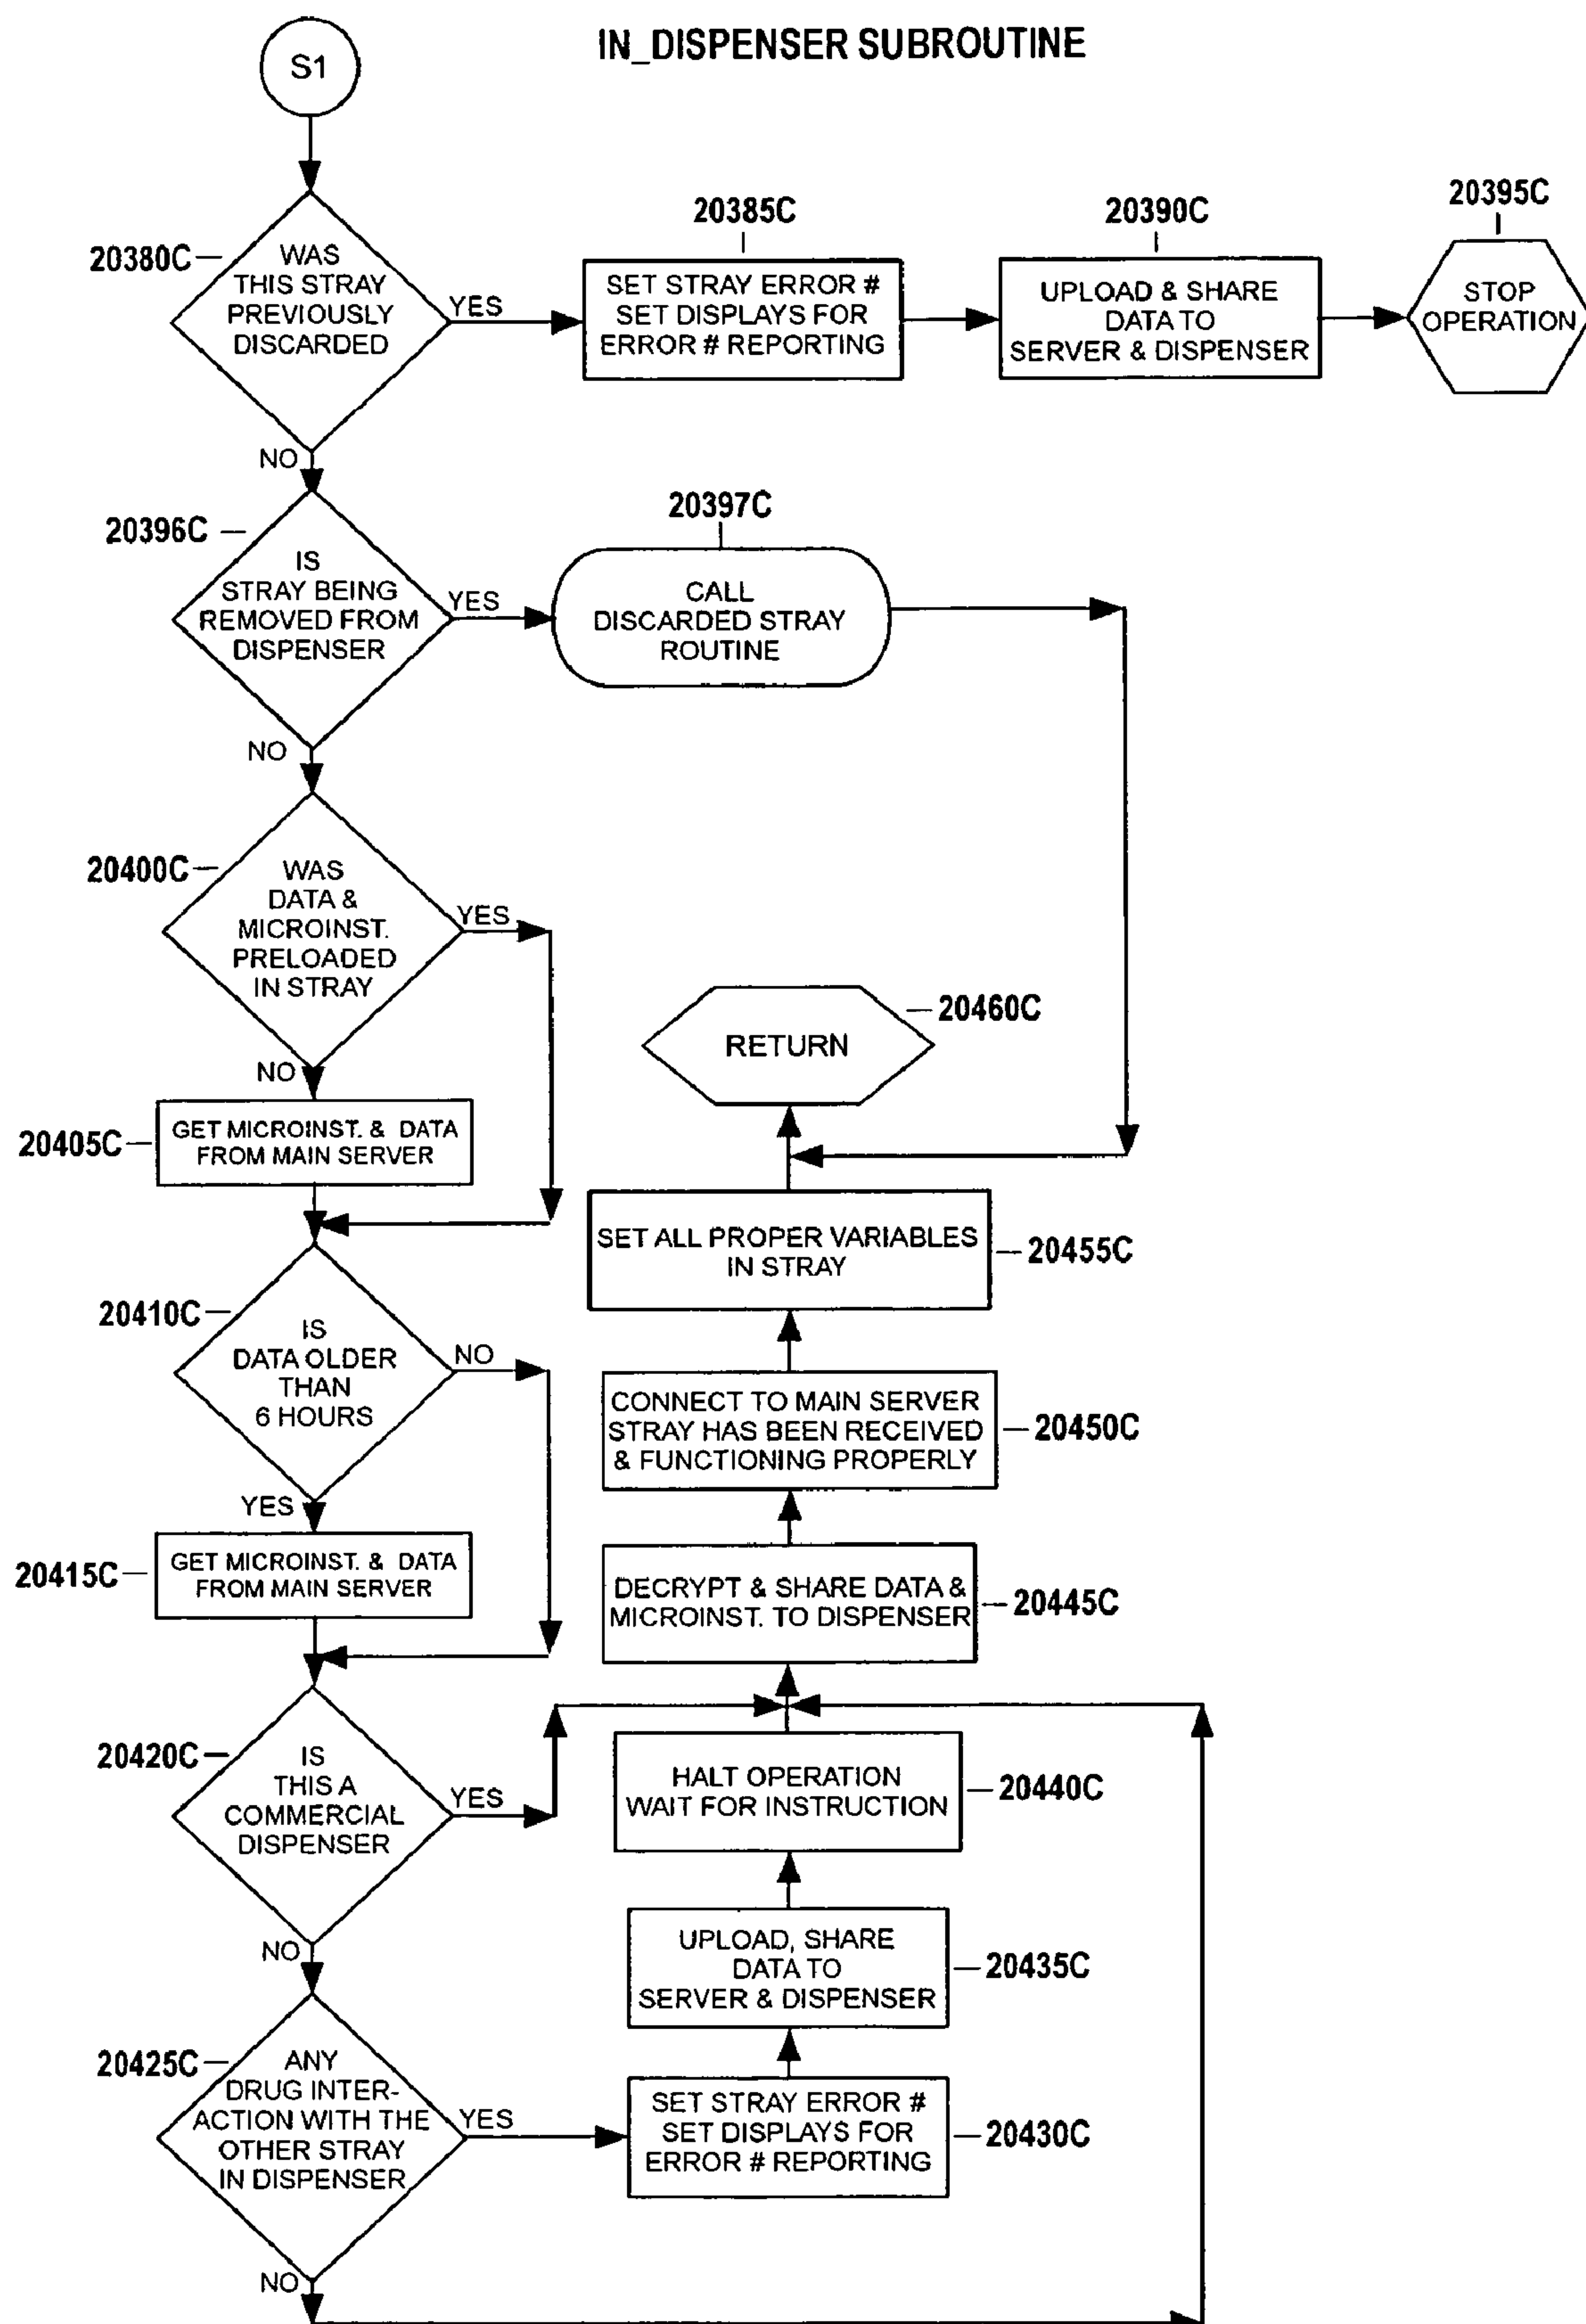 IN_DISPENSER SUBROUTINE
S1
20380C
WAS
THIS STRAY
PREVIOUSLY
DISCARDED
YES
NO
20385C
SET STRAY ERROR #
SET DISPLAYS FOR
ERROR # REPORTING
20390C
UPLOAD & SHARE
DATA TO
SERVER & DISPENSER
20395C
STOP
OPERATION
20396C
IS
STRAY BEING
REMOVED FROM
DISPENSER
YES
NO
20397C
CALL
DISCARDED STRAY
ROUTINE
20400C
WAS
DATA &
MICROINST.
PRELOADED
IN STRAY
YES
NO
20405C
GET MICROINST. & DATA
FROM MAIN SERVER
20410C
IS
DATA OLDER
THAN
6 HOURS
NO
YES
20415C
GET MICROINST. & DATA
FROM MAIN SERVER
20420C
IS
THIS A
COMMERCIAL
DISPENSER
YES
NO
20425C
ANY
DRUG INTER-
ACTION WITH THE
OTHER STRAY
IN DISPENSER
YES
NO
RETURN
20460C
SET ALL PROPER VARIABLES
IN STRAY
20455C
CONNECT TO MAIN SERVER
STRAY HAS BEEN RECEIVED
& FUNCTIONING PROPERLY
20450C
DECRYPT & SHARE DATA &
MICROINST. TO DISPENSER
20445C
HALT OPERATION
WAIT FOR INSTRUCTION
20440C
UPLOAD, SHARE
DATA TO
SERVER & DISPENSER
20435C
SET STRAY ERROR #
SET DISPLAYS FOR
ERROR # REPORTING
20430C